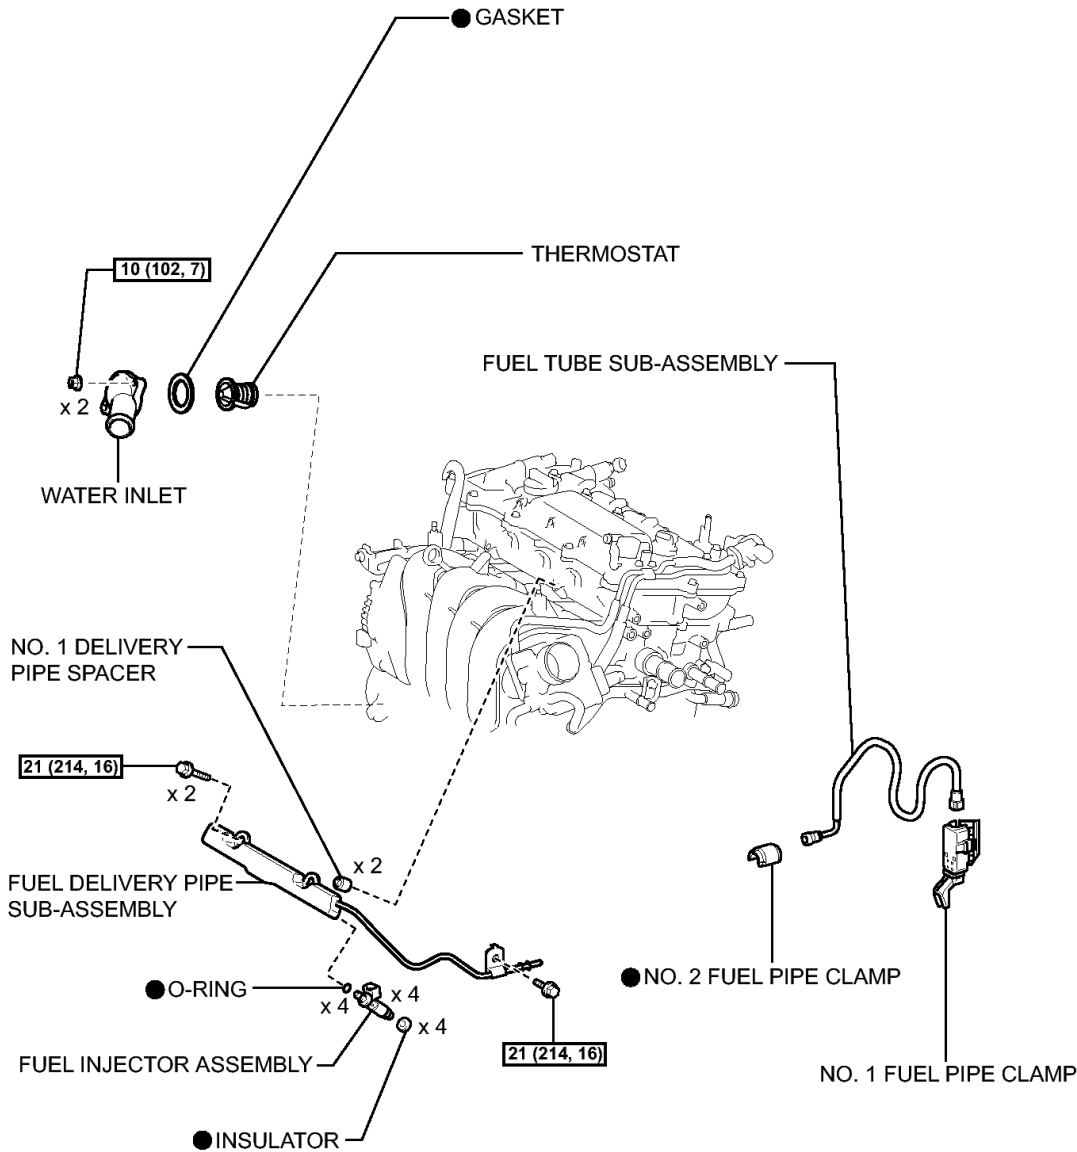 GASKET
THERMOSTAT
10 (102, 7)
FUEL TUBE SUB-ASSEMBLY
x 2
WATER INLET
NO. 1 DELIVERY
PIPE SPACER
21 (214, 16)
x 2
x 2
FUEL DELIVERY PIPE
SUB-ASSEMBLY
NO. 2 FUEL PIPE CLAMP
O-RING
x 4
x 4
x 4
21 (214, 16)
FUEL INJECTOR ASSEMBLY
NO. 1 FUEL PIPE CLAMP
INSULATOR